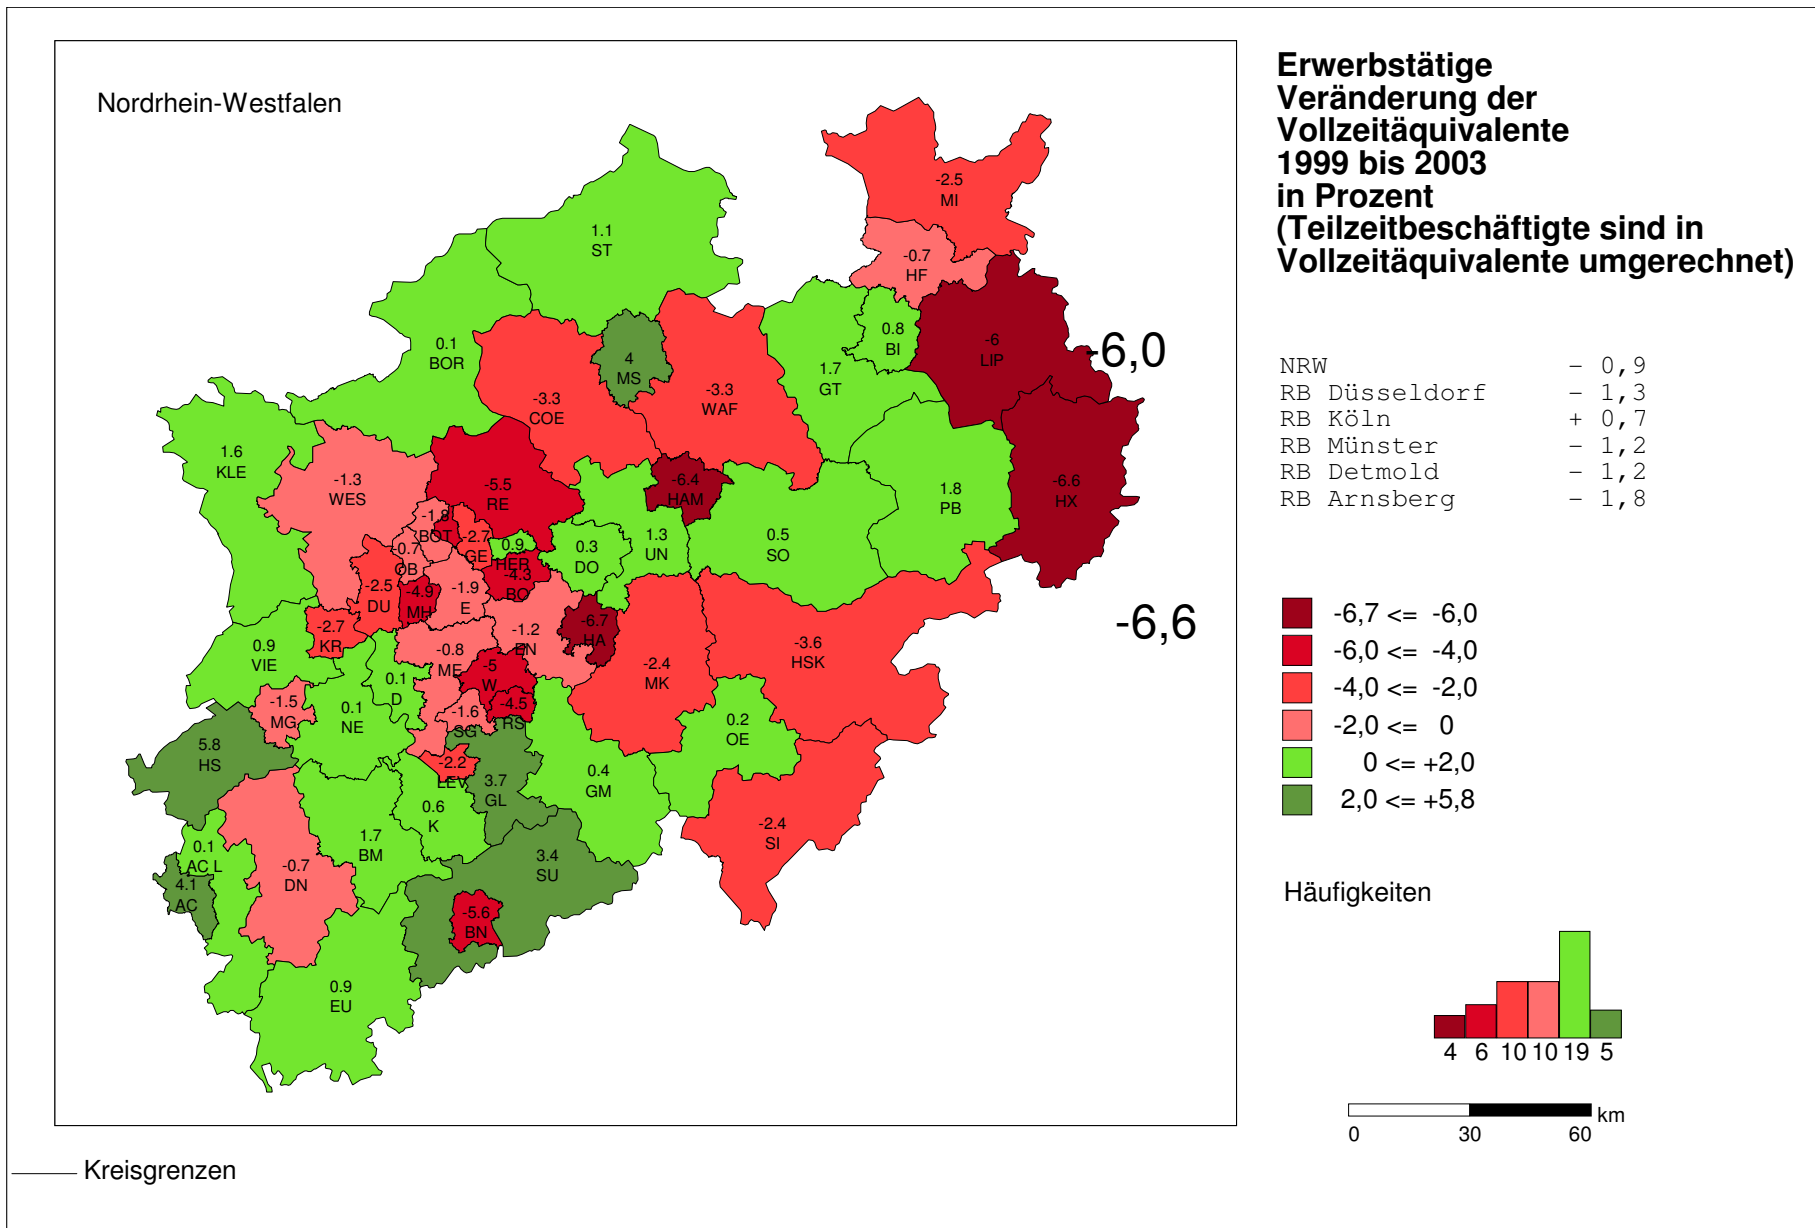 Nordrhein-Westfalen
Erwerbstätige
Veränderung der
Vollzeitäquivalente
1999 bis 2003
in Prozent
(Teilzeitbeschäftigte sind in
Vollzeitäquivalente umgerechnet)
NRW - 0,9
RB Düsseldorf - 1,3
RB Köln + 0,7
RB Münster - 1,2
RB Detmold - 1,2
RB Arnsberg - 1,8
-6,7 <= -6,0
-6,0 <= -4,0
-4,0 <= -2,0
-2,0 <= 0
0 <= +2,0
2,0 <= +5,8
Häufigkeiten
4 6 10 10 19 5
km
0 30 60
Kreisgrenzen
-6,0
-6,6
-2.5
MI
-0.7
HF
1.1
ST
0.1
BOR
4
MS
-3.3
COE
-3.3
WAF
1.7
GT
0.8
BI
-6
LIP
-6.6
HX
1.8
PB
1.6
KLE
-1.3
WES
-5.5
RE
-6.4
HAM
0.5
SO
1.3
UN
0.3
DO
-1.8
BOT
-2.7
GE
0.9
HER
-4.3
BO
-0.7
OB
-2.5
DU
-4.9
MH
-1.9
E
-1.2
EN
-6.7
HA
-2.4
MK
-3.6
HSK
0.9
VIE
-2.7
KR
-0.8
ME
-5
W
-4.5
RS
-1.6
SG
0.1
D
0.1
NE
-1.5
MG
5.8
HS
-2.2
LEV
3.7
GL
0.4
GM
0.2
OE
-2.4
SI
0.6
K
1.7
BM
-0.7
DN
0.1
AC L
4.1
AC
3.4
SU
-5.6
BN
0.9
EU